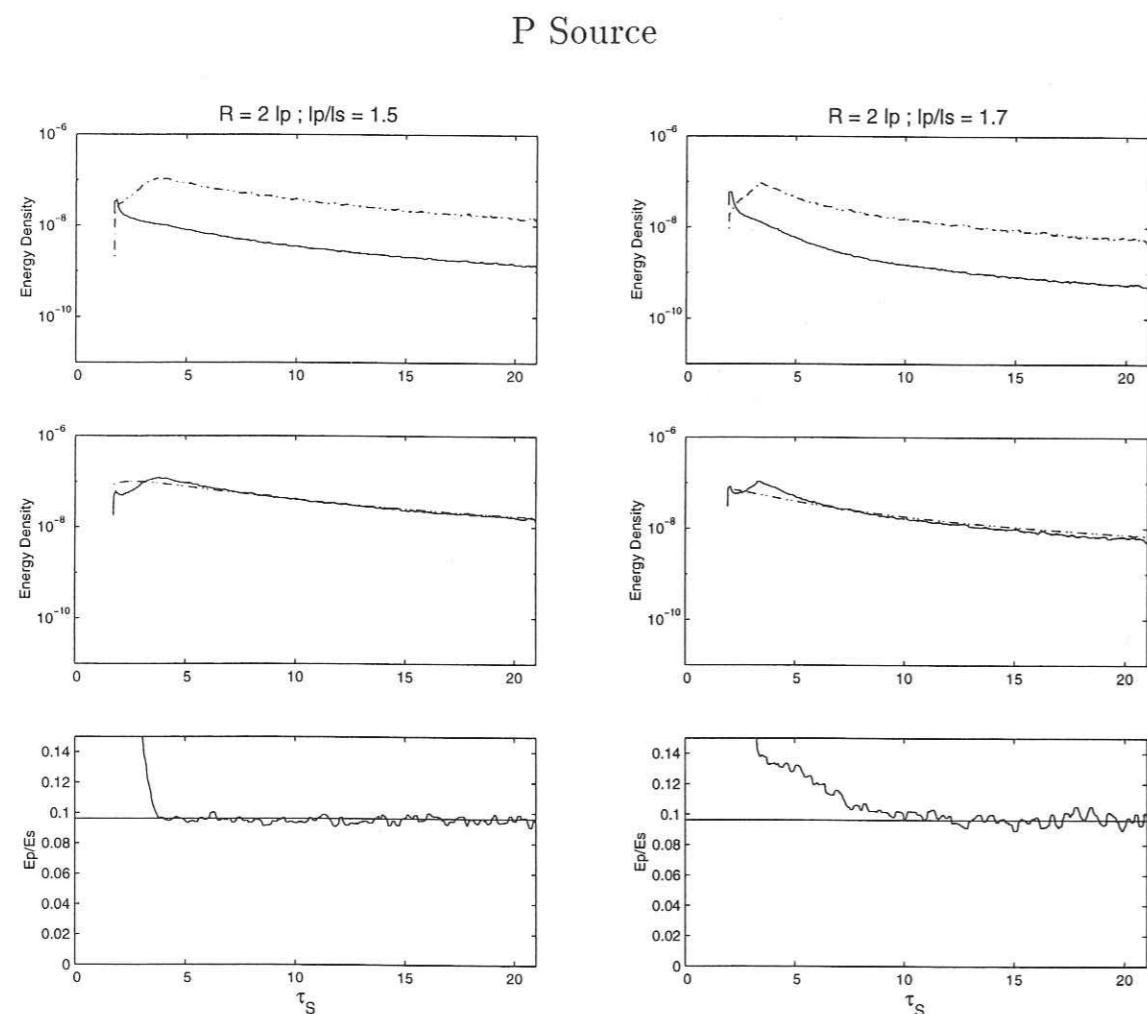 P Source
R = 2 lp ; lp/ls = 1.5
10^-6
10^-8
10^-10
Energy Density
0 5 10 15 20
R = 2 lp ; lp/ls = 1.7
10^-6
10^-8
10^-10
Energy Density
0 5 10 15 20
10^-6
10^-8
10^-10
Energy Density
0 5 10 15 20
10^-6
10^-8
10^-10
Energy Density
0 5 10 15 20
0.14
0.12
0.1
0.08
0.06
0.04
0.02
0
Ep/Es
0 5 10 15 20
τ_S
0.14
0.12
0.1
0.08
0.06
0.04
0.02
0
Ep/Es
0 5 10 15 20
τ_S